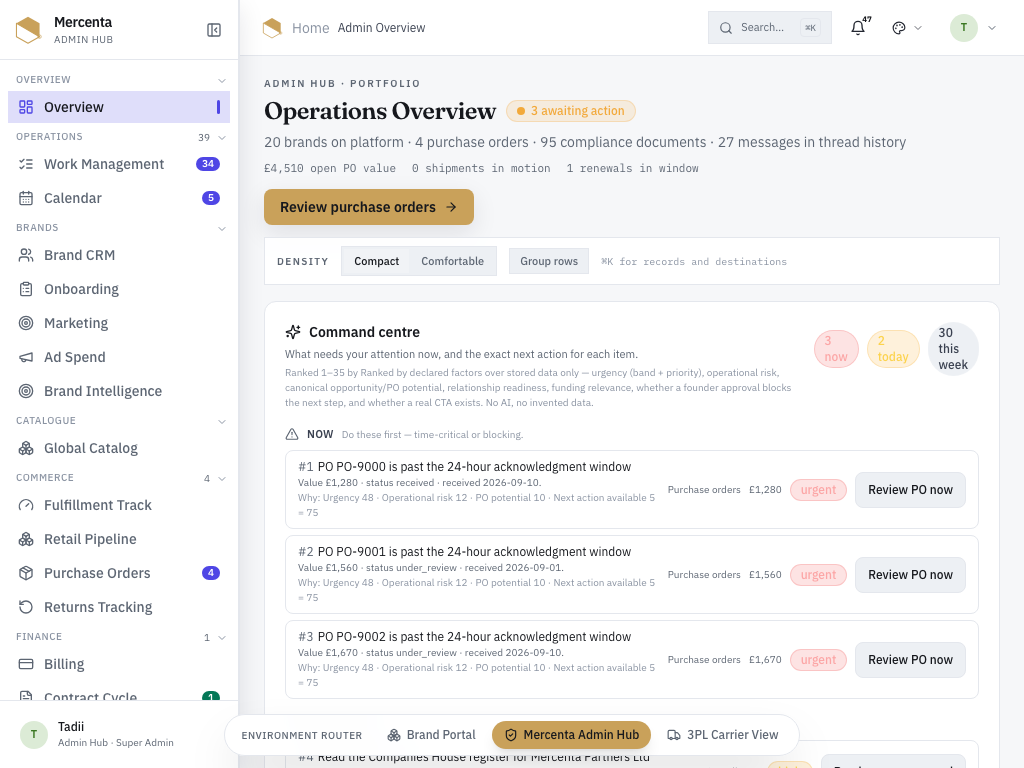 Mercenta
ADMIN HUB
Home Admin Overview
Search... ⌘K
47
T
OVERVIEW
Overview
OPERATIONS 39
Work Management 34
Calendar 5
BRANDS
Brand CRM
Onboarding
Marketing
Ad Spend
Brand Intelligence
CATALOGUE
Global Catalog
COMMERCE 4
Fulfillment Track
Retail Pipeline
Purchase Orders 4
Returns Tracking
FINANCE 1
Billing
Contract Cycle 1
T
Tadii
Admin Hub · Super Admin
ADMIN HUB · PORTFOLIO
Operations Overview 3 awaiting action
20 brands on platform · 4 purchase orders · 95 compliance documents · 27 messages in thread history
£4,510 open PO value 0 shipments in motion 1 renewals in window
Review purchase orders →
DENSITY Compact Comfortable Group rows ⌘K for records and destinations
Command centre
What needs your attention now, and the exact next action for each item.
Ranked 1–35 by Ranked by declared factors over stored data only — urgency (band + priority), operational risk,
canonical opportunity/PO potential, relationship readiness, funding relevance, whether a founder approval blocks
the next step, and whether a real CTA exists. No AI, no invented data.
3
now
2
today
30
this
week
NOW Do these first — time-critical or blocking.
#1 PO PO-9000 is past the 24-hour acknowledgment window
Value £1,280 · status received · received 2026-09-10.
Why: Urgency 48 · Operational risk 12 · PO potential 10 · Next action available 5
= 75
Purchase orders £1,280 urgent Review PO now
#2 PO PO-9001 is past the 24-hour acknowledgment window
Value £1,560 · status under_review · received 2026-09-01.
Why: Urgency 48 · Operational risk 12 · PO potential 10 · Next action available 5
= 75
Purchase orders £1,560 urgent Review PO now
#3 PO PO-9002 is past the 24-hour acknowledgment window
Value £1,670 · status under_review · received 2026-09-10.
Why: Urgency 48 · Operational risk 12 · PO potential 10 · Next action available 5
= 75
Purchase orders £1,670 urgent Review PO now
ENVIRONMENT ROUTER Brand Portal Mercenta Admin Hub 3PL Carrier View
#4 Read the Companies House register for Mercenta Partners Ltd